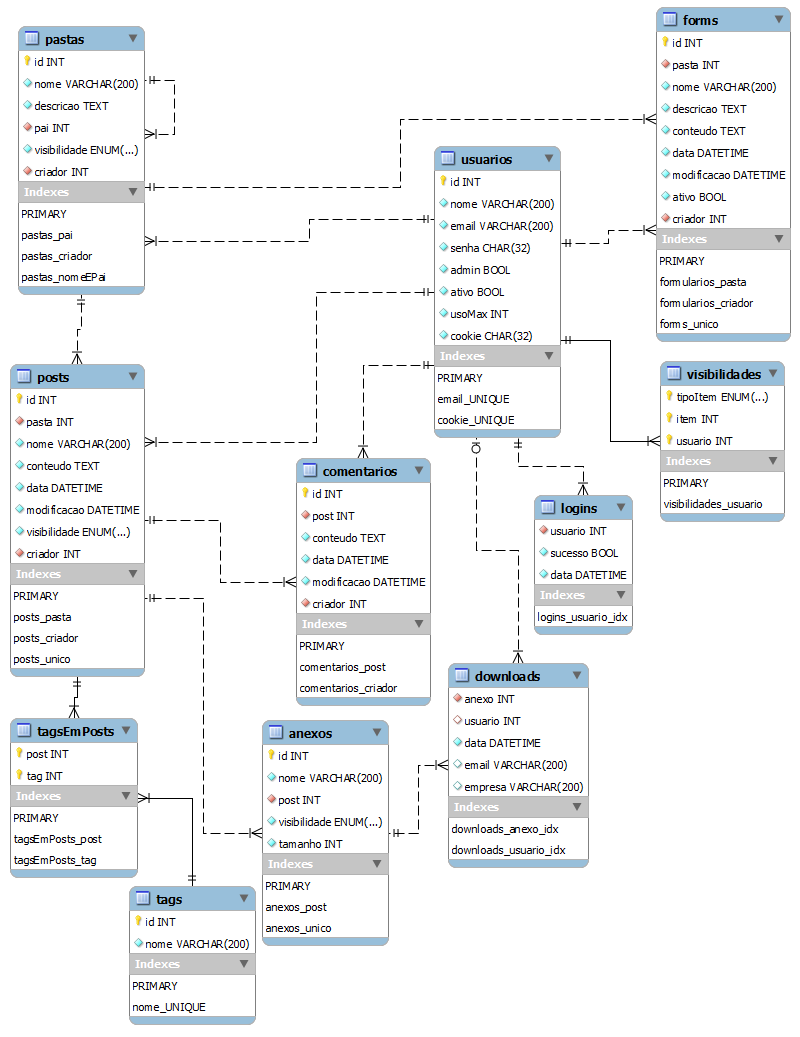 pastas
id INT
nome VARCHAR(200)
descricao TEXT
pai INT
visibilidade ENUM(...)
criador INT
Indexes
PRIMARY
pastas_pai
pastas_criador
pastas_nomeEPai
forms
id INT
pasta INT
nome VARCHAR(200)
descricao TEXT
conteudo TEXT
data DATETIME
modificacao DATETIME
ativo BOOL
criador INT
Indexes
PRIMARY
formularios_pasta
formularios_criador
forms_unico
usuarios
id INT
nome VARCHAR(200)
email VARCHAR(200)
senha CHAR(32)
admin BOOL
ativo BOOL
usoMax INT
cookie CHAR(32)
Indexes
PRIMARY
email_UNIQUE
cookie_UNIQUE
visibilidades
tipoItem ENUM(...)
item INT
usuario INT
Indexes
PRIMARY
visibilidades_usuario
posts
id INT
pasta INT
nome VARCHAR(200)
conteudo TEXT
data DATETIME
modificacao DATETIME
visibilidade ENUM(...)
criador INT
Indexes
PRIMARY
posts_pasta
posts_criador
posts_unico
comentarios
id INT
post INT
conteudo TEXT
data DATETIME
modificacao DATETIME
criador INT
Indexes
PRIMARY
comentarios_post
comentarios_criador
logins
usuario INT
sucesso BOOL
data DATETIME
Indexes
logins_usuario_idx
downloads
anexo INT
usuario INT
data DATETIME
email VARCHAR(200)
empresa VARCHAR(200)
Indexes
downloads_anexo_idx
downloads_usuario_idx
tagsEmPosts
post INT
tag INT
Indexes
PRIMARY
tagsEmPosts_post
tagsEmPosts_tag
anexos
id INT
nome VARCHAR(200)
post INT
visibilidade ENUM(...)
tamanho INT
Indexes
PRIMARY
anexos_post
anexos_unico
tags
id INT
nome VARCHAR(200)
Indexes
PRIMARY
nome_UNIQUE